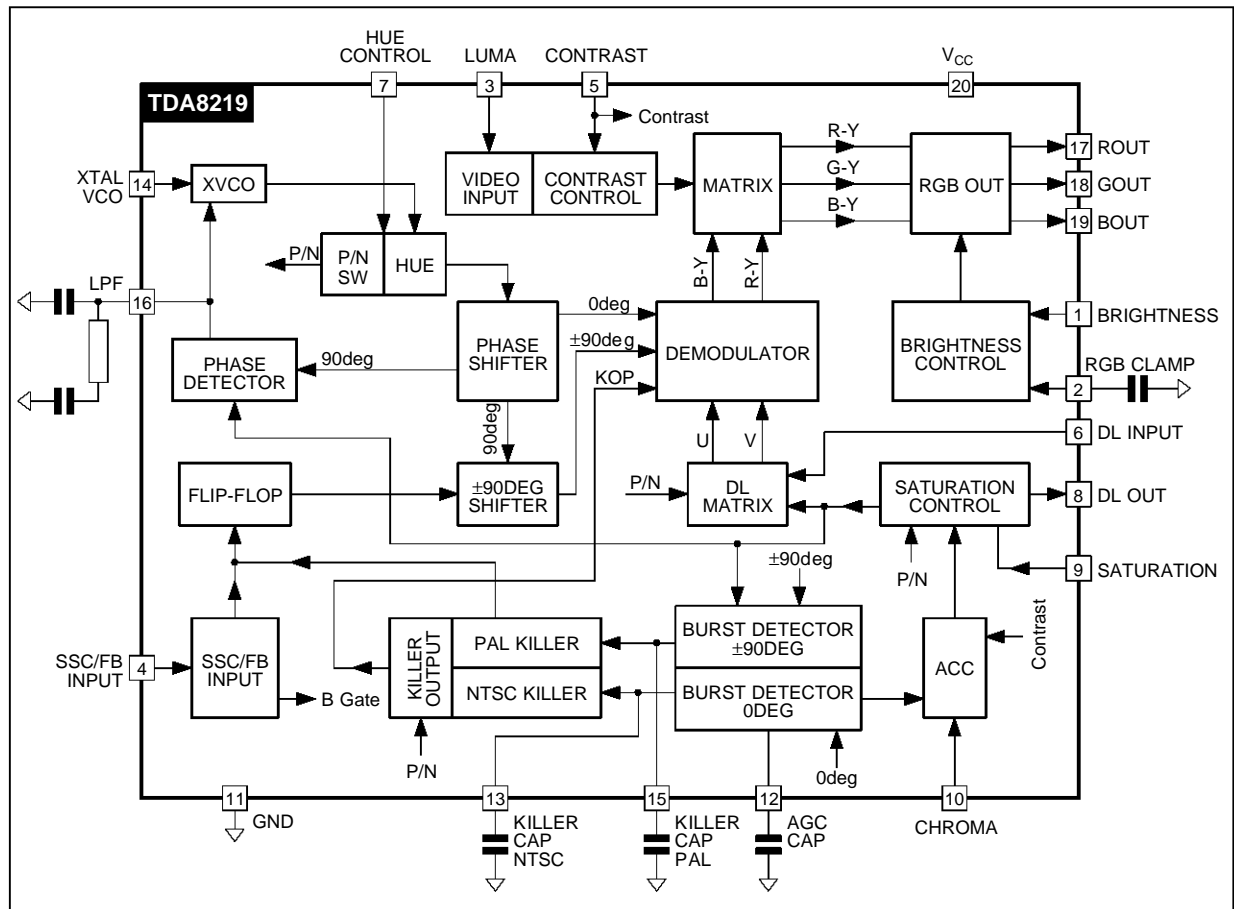 HUE
CONTROL
LUMA
CONTRAST
VCC
7
3
5
20
TDA8219
Contrast
XTAL
VCO
14
XVCO
VIDEO
INPUT
CONTRAST
CONTROL
MATRIX
R-Y
G-Y
B-Y
RGB OUT
17
ROUT
18
GOUT
19
BOUT
P/N
P/N
SW
HUE
B-Y
R-Y
LPF
16
PHASE
DETECTOR
90deg
PHASE
SHIFTER
0deg
±90deg
KOP
DEMODULATOR
BRIGHTNESS
CONTROL
1
BRIGHTNESS
RGB CLAMP
2
90deg
U
V
6
DL INPUT
FLIP-FLOP
±90DEG
SHIFTER
P/N
DL
MATRIX
SATURATION
CONTROL
8
DL OUT
P/N
9
SATURATION
±90deg
SSC/FB
INPUT
4
SSC/FB
INPUT
B Gate
KILLER
OUTPUT
PAL KILLER
NTSC KILLER
BURST DETECTOR
±90DEG
BURST DETECTOR
0DEG
ACC
Contrast
P/N
0deg
11
GND
13
KILLER
CAP
NTSC
15
KILLER
CAP
PAL
12
AGC
CAP
10
CHROMA